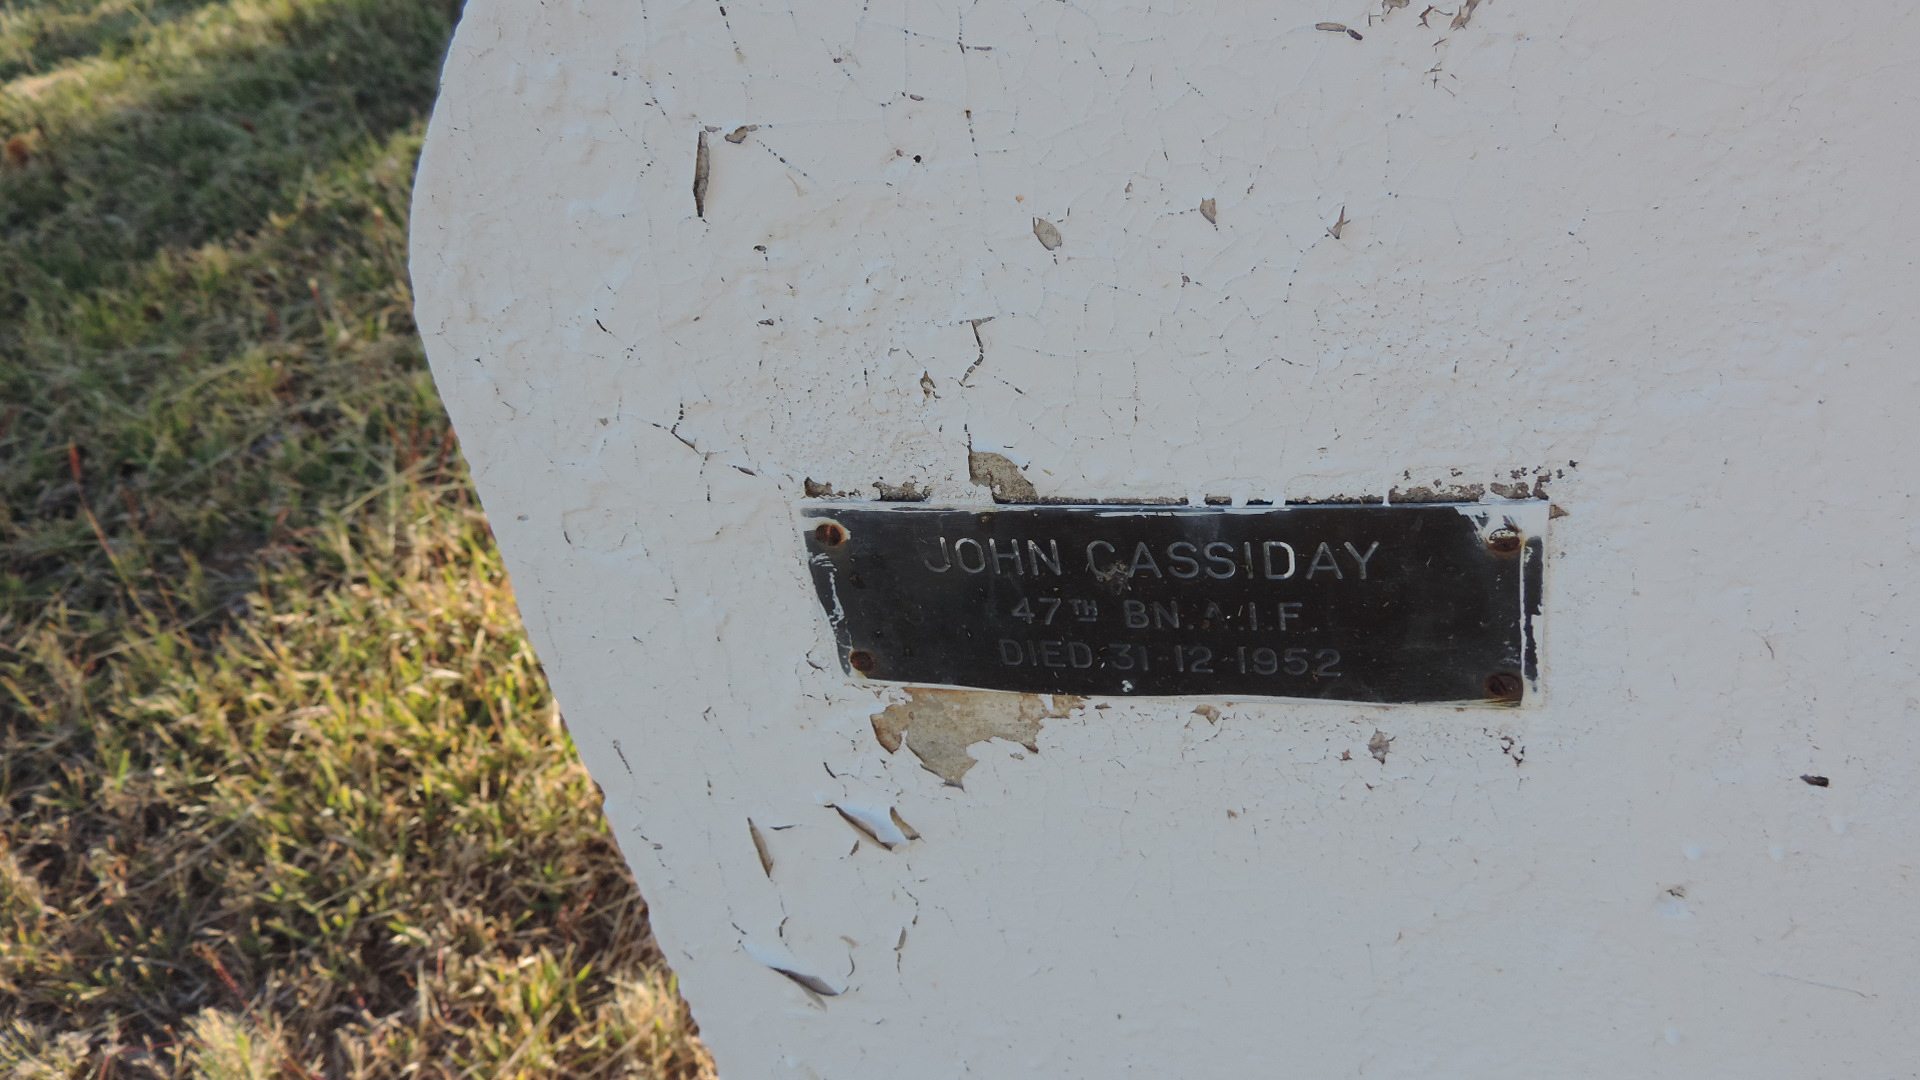 JOHN CASSIDAY
47TH BN. A.I.F.
DIED 31-12-1952